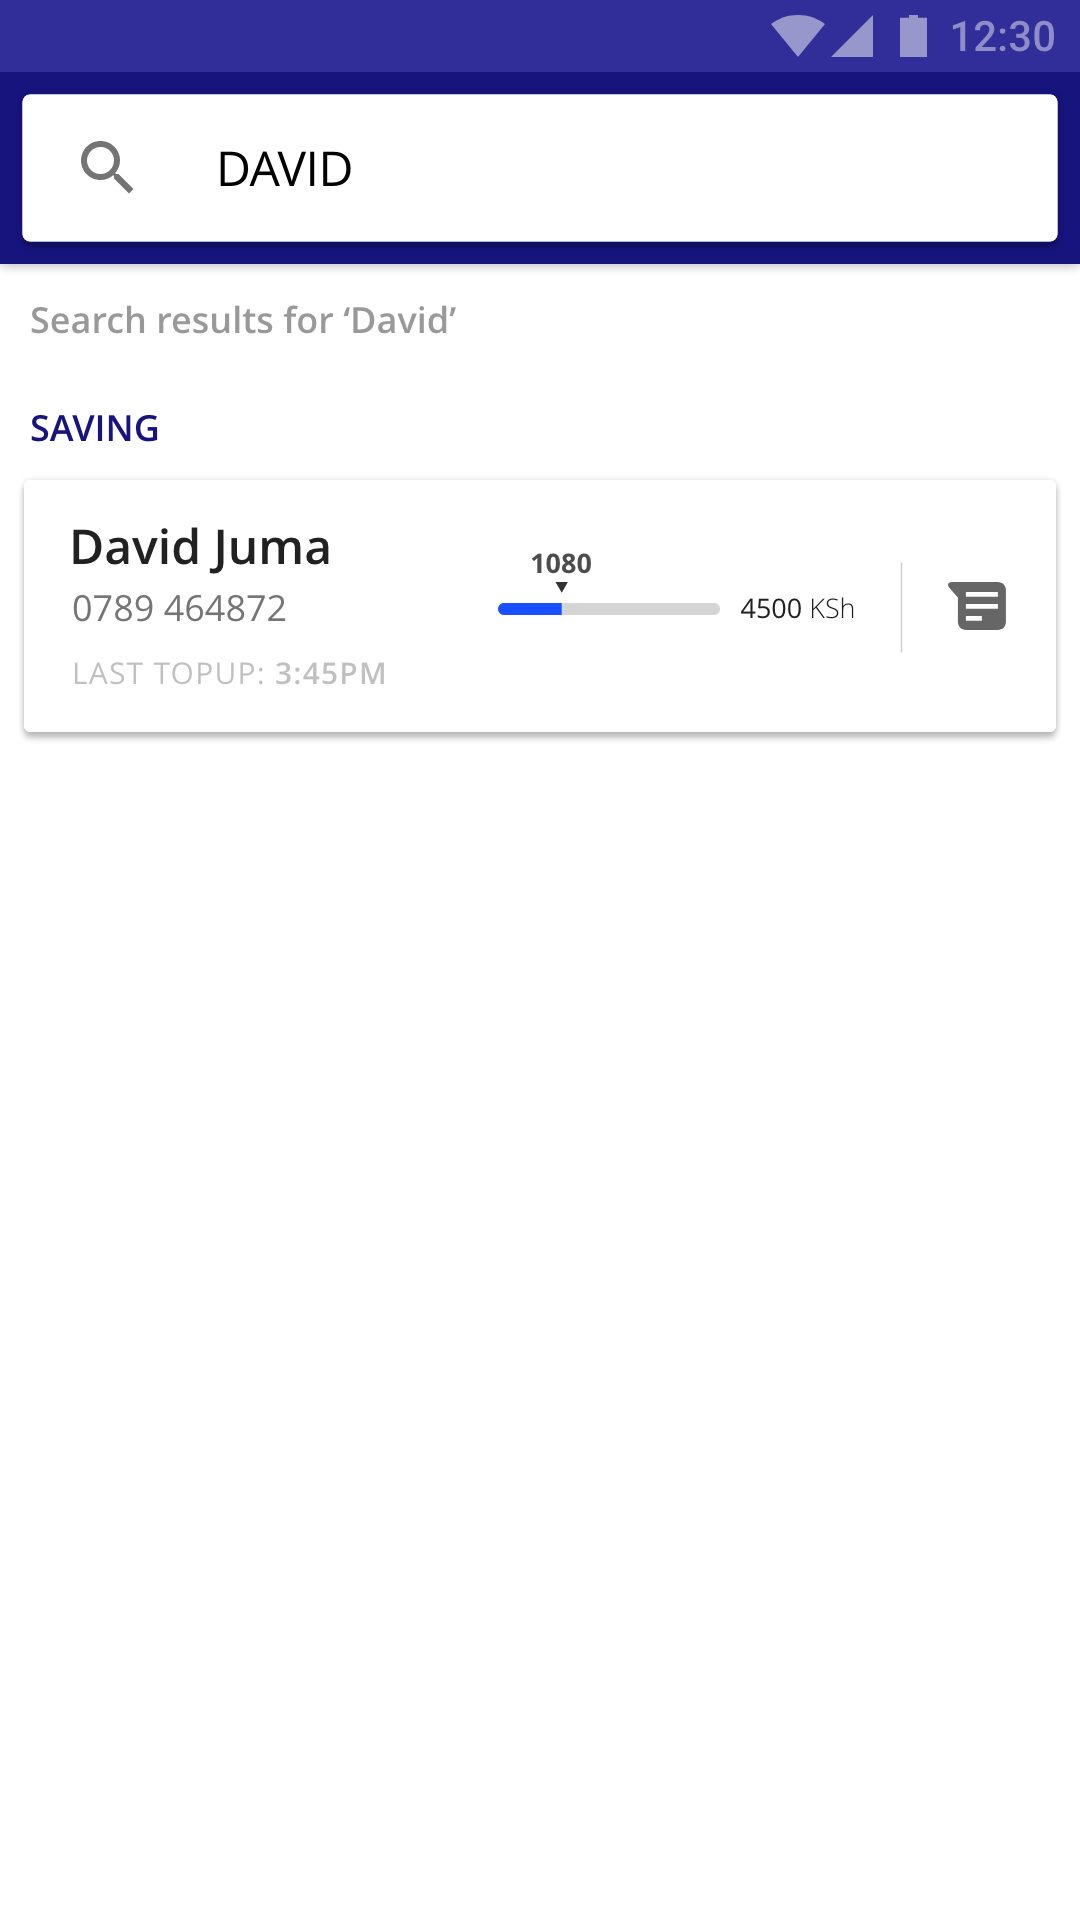 12:30
DAVID
Search results for ‘David’
SAVING
David Juma
1080
0789 464872
4500 KSh
LAST TOPUP: 3:45PM